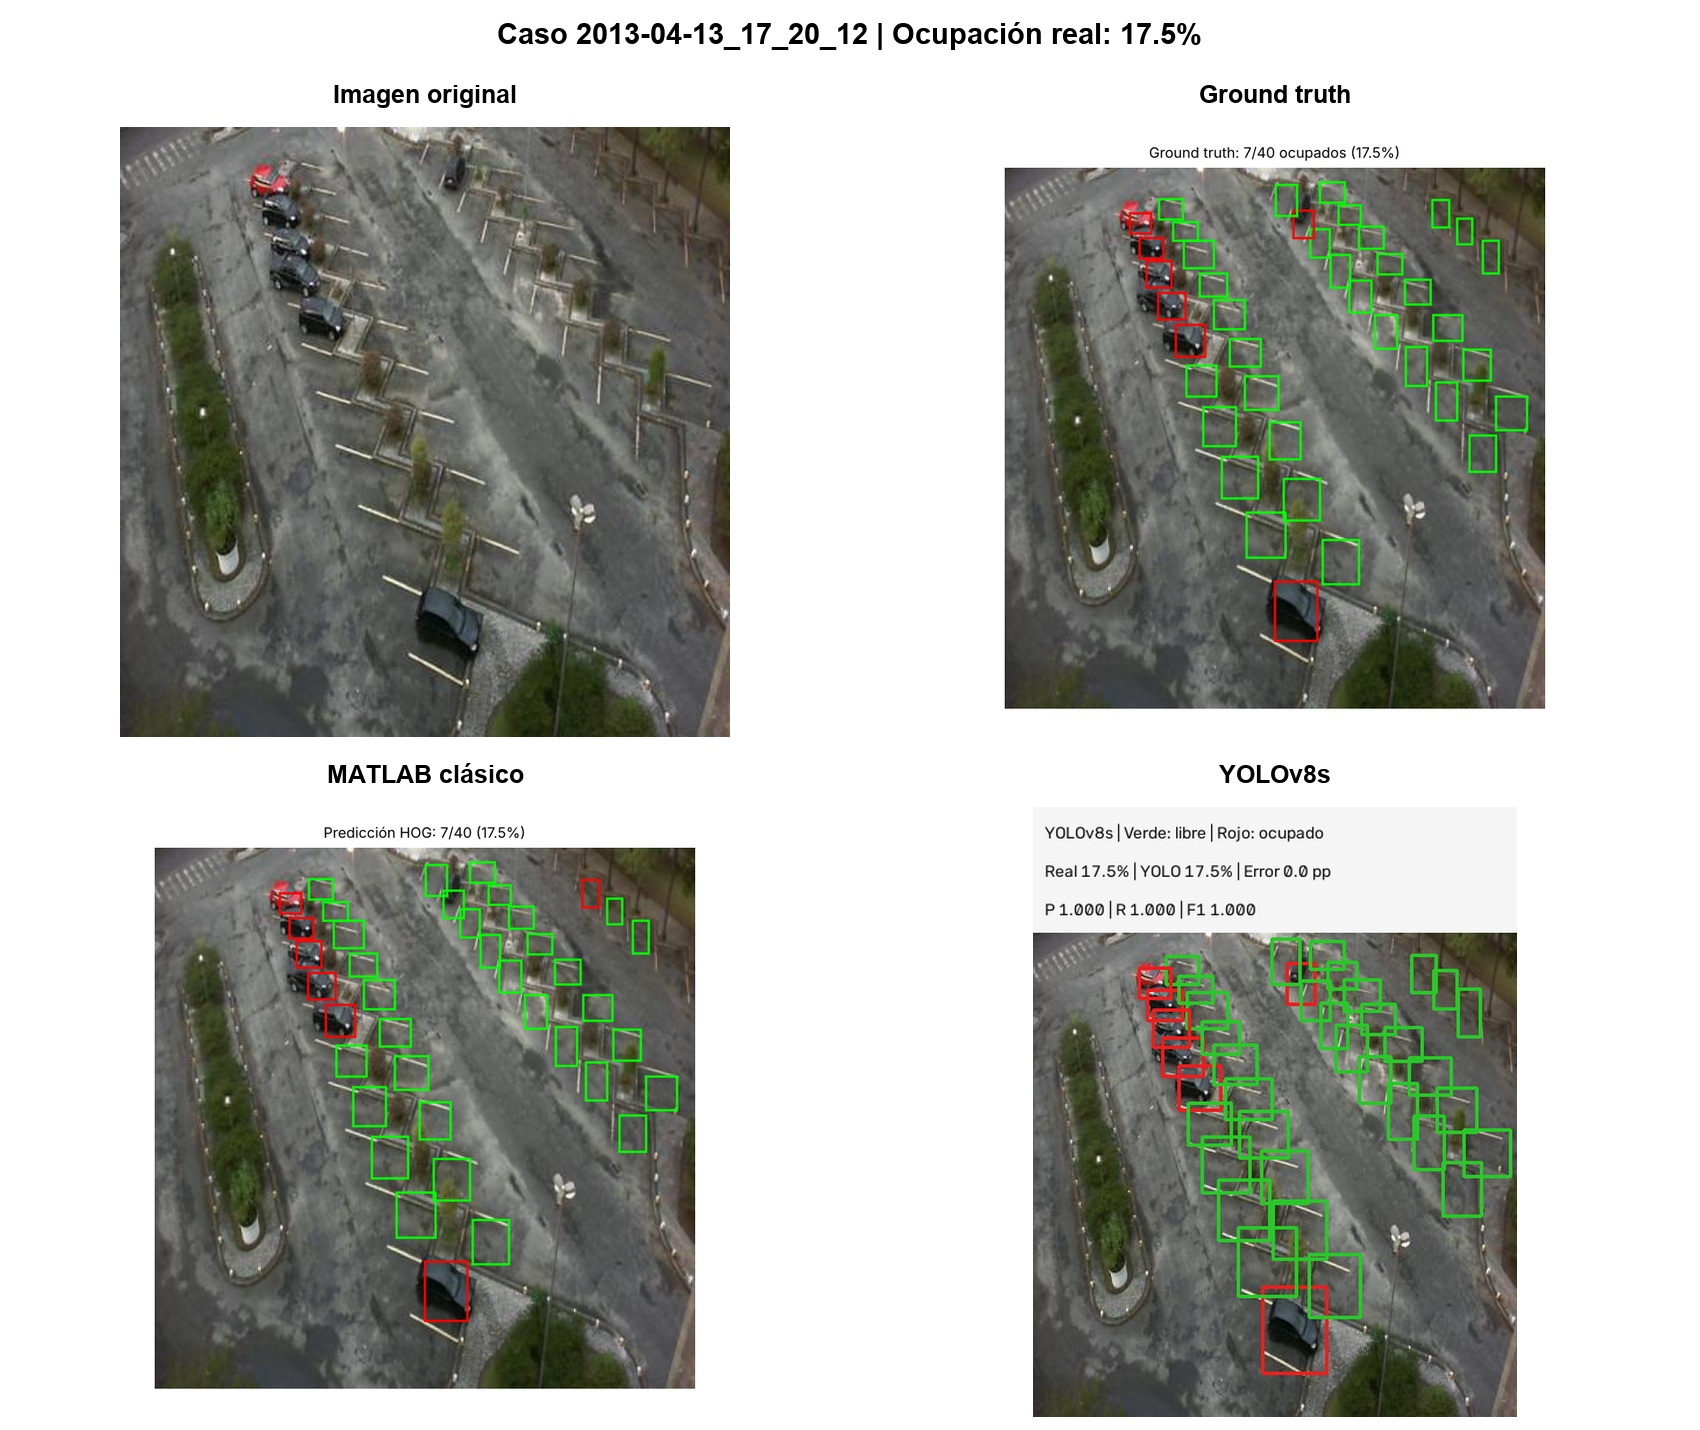 Caso 2013-04-13_17_20_12 | Ocupación real: 17.5%
Imagen original
Ground truth
Ground truth: 7/40 ocupados (17.5%)
MATLAB clásico
YOLOv8s
Predicción HOG: 7/40 (17.5%)
YOLOv8s | Verde: libre | Rojo: ocupado
Real 17.5% | YOLO 17.5% | Error 0.0 pp
P 1.000 | R 1.000 | F1 1.000